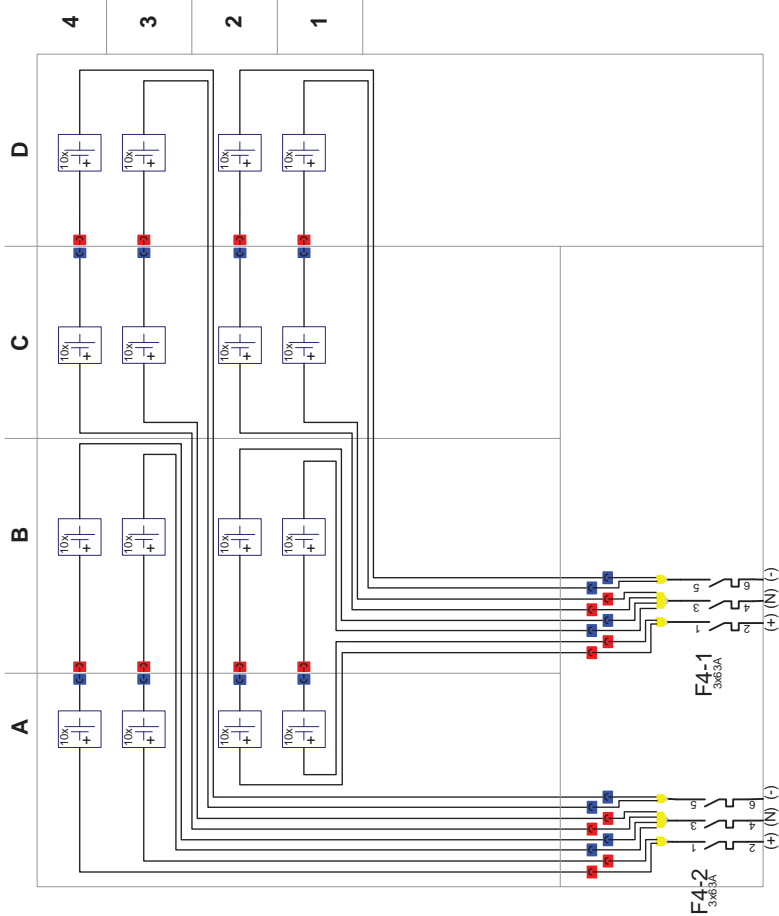 4
3
2
1
D
10x
+
10x
+
10x
+
10x
+
C
10x
+
10x
+
10x
+
10x
+
B
10x
+
10x
+
10x
+
10x
+
A
10x
+
10x
+
10x
+
10x
+
F4-1
3x63A
1
2
3
4
5
6
(+) (N) (-)
F4-2
3x63A
1
2
3
4
5
6
(+) (N) (-)